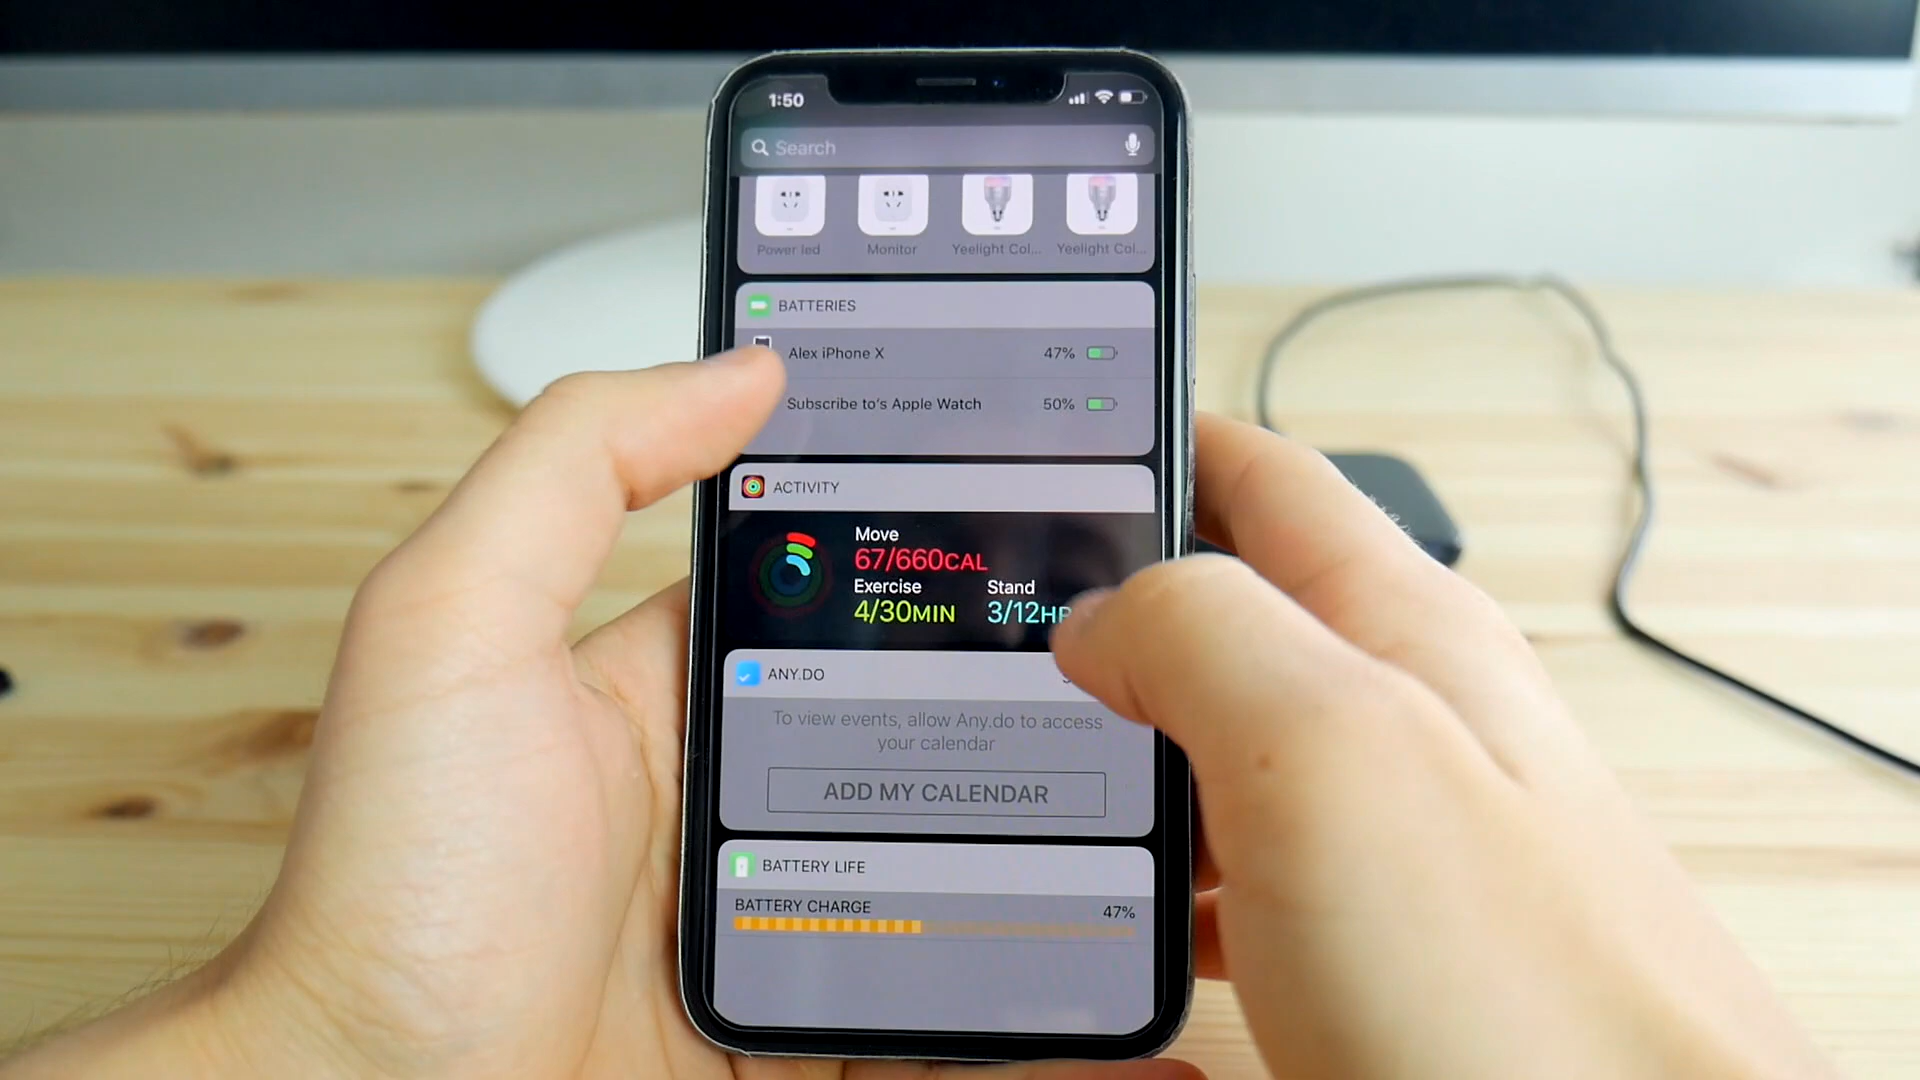 1:50
Search
Power led
Monitor
Yeelight Col...
Yeelight Col...
BATTERIES
Alex iPhone X 47%
Subscribe to's Apple Watch 50%
ACTIVITY
Move
67/660CAL
Exercise Stand
4/30MIN 3/12HR
ANY.DO
To view events, allow Any.do to access
your calendar
ADD MY CALENDAR
BATTERY LIFE
BATTERY CHARGE 47%